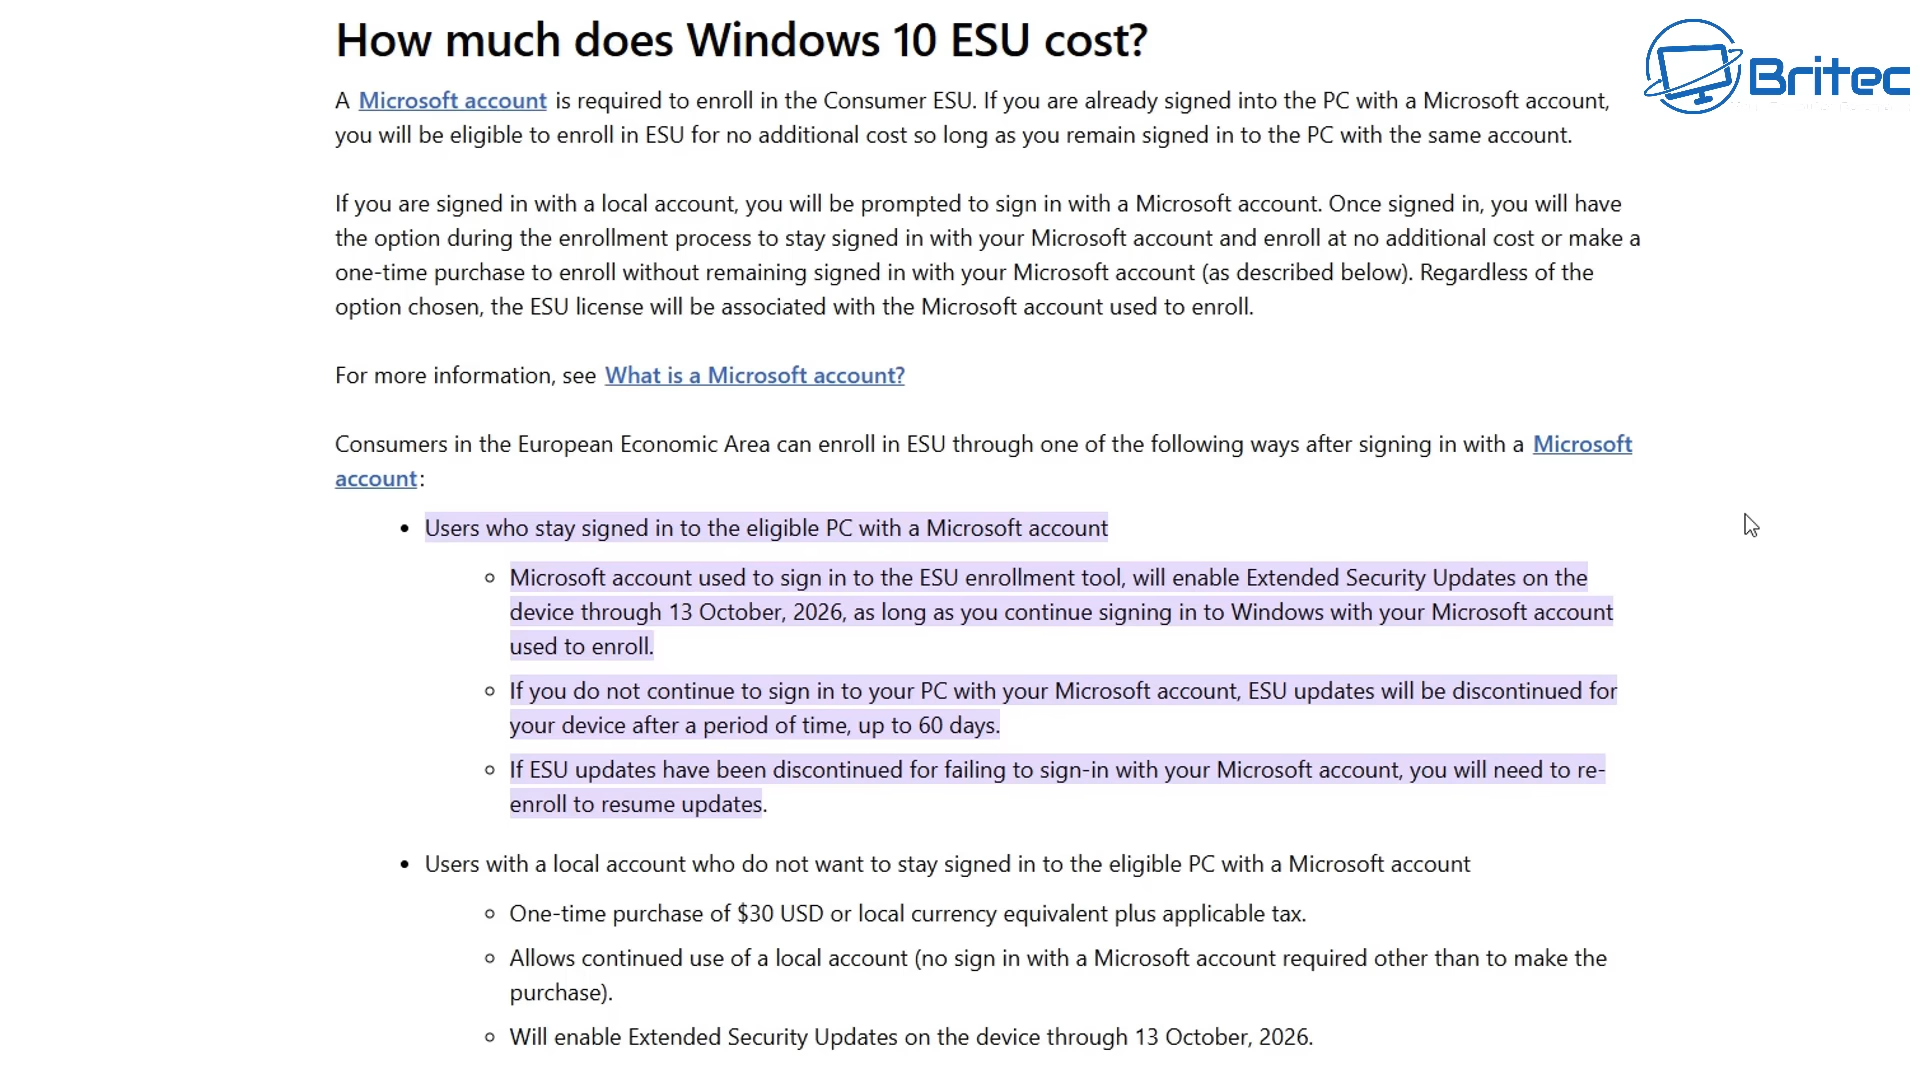 How much does Windows 10 ESU cost?
Britec
A Microsoft account is required to enroll in the Consumer ESU. If you are already signed into the PC with a Microsoft account,
you will be eligible to enroll in ESU for no additional cost so long as you remain signed in to the PC with the same account.
If you are signed in with a local account, you will be prompted to sign in with a Microsoft account. Once signed in, you will have
the option during the enrollment process to stay signed in with your Microsoft account and enroll at no additional cost or make a
one-time purchase to enroll without remaining signed in with your Microsoft account (as described below). Regardless of the
option chosen, the ESU license will be associated with the Microsoft account used to enroll.
For more information, see What is a Microsoft account?
Consumers in the European Economic Area can enroll in ESU through one of the following ways after signing in with a Microsoft
account:
• Users who stay signed in to the eligible PC with a Microsoft account
○ Microsoft account used to sign in to the ESU enrollment tool, will enable Extended Security Updates on the
device through 13 October, 2026, as long as you continue signing in to Windows with your Microsoft account
used to enroll.
○ If you do not continue to sign in to your PC with your Microsoft account, ESU updates will be discontinued for
your device after a period of time, up to 60 days.
○ If ESU updates have been discontinued for failing to sign-in with your Microsoft account, you will need to re-
enroll to resume updates.
• Users with a local account who do not want to stay signed in to the eligible PC with a Microsoft account
○ One-time purchase of $30 USD or local currency equivalent plus applicable tax.
○ Allows continued use of a local account (no sign in with a Microsoft account required other than to make the
purchase).
○ Will enable Extended Security Updates on the device through 13 October, 2026.